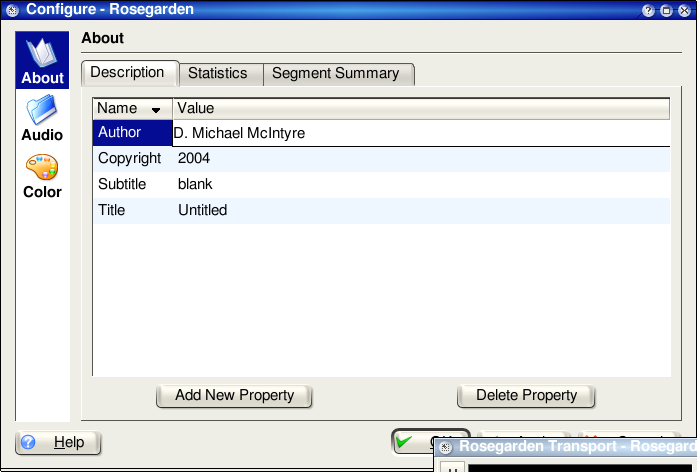 Configure - Rosegarden
About
About
Audio
Color
Description Statistics Segment Summary
Name Value
Author D. Michael McIntyre
Copyright 2004
Subtitle blank
Title Untitled
Add New Property Delete Property
Help
Rosegarden Transport - Rosegard